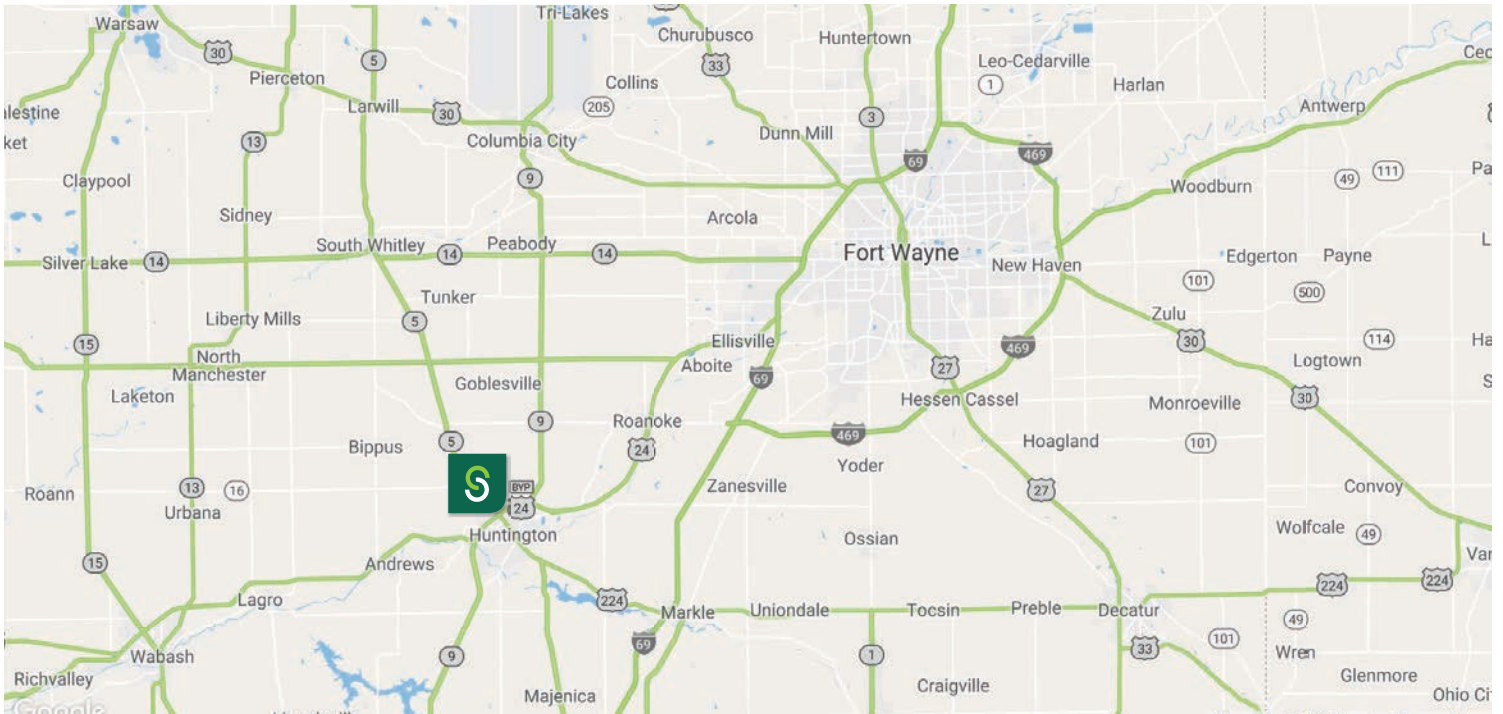 Warsaw
Tri-Lakes
Churubusco
Huntertown
Leo-Cedarville
30
5
33
Pierceton
Collins
1
Harlan
Larwill
30
205
3
Antwerp
Columbia City
Dunn Mill
13
69
469
9
Claypool
Woodburn
49
111
Sidney
Arcola
South Whitley
Peabody
Fort Wayne
14
14
14
Silver Lake
New Haven
Edgerton
Payne
101
500
Tunker
Liberty Mills
5
Zulu
15
Ellisville
469
30
114
North
Manchester
Aboite
Logtown
Goblesville
69
27
Laketon
Hessen Cassel
30
Monroeville
9
Roanoke
5
469
Hoagland
101
Bippus
24
Yoder
Roann
13
16
BYP
24
Zanesville
27
Convoy
Urbana
Huntington
Ossian
Wolfcale
49
15
Andrews
Lagro
224
Markle
Uniondale
Tocsin
Preble
Decatur
224
224
49
101
69
33
Wabash
9
1
Wren
Richvalley
Majenica
Craigville
Glenmore
Google